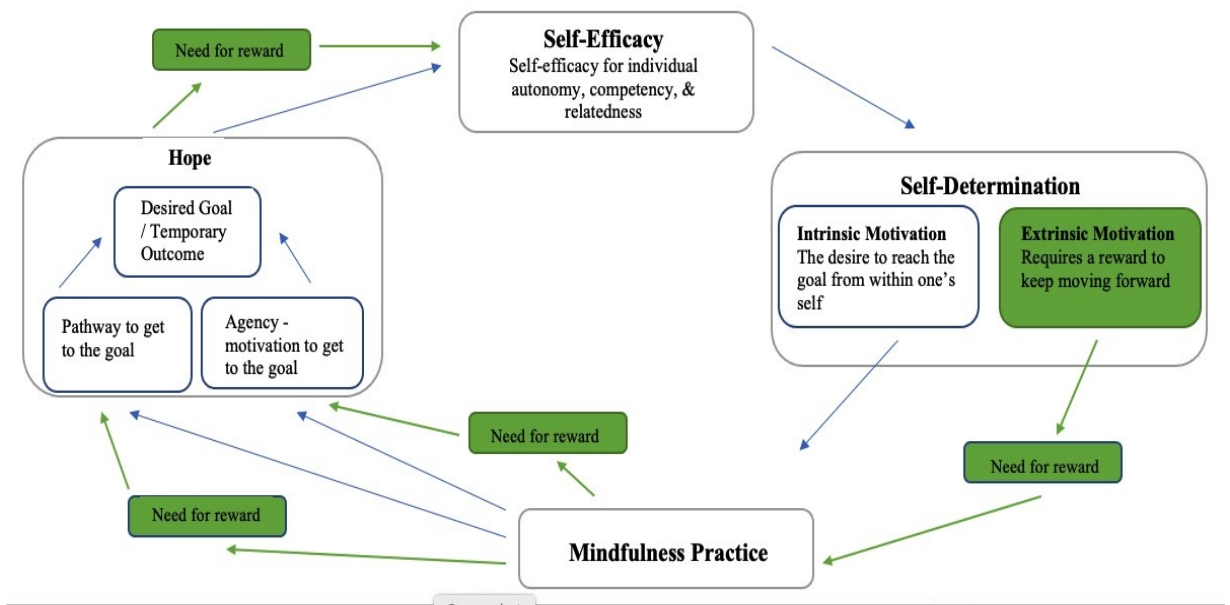 Need for reward
Self-Efficacy
Self-efficacy for individual
autonomy, competency, &
relatedness
Hope
Desired Goal
/ Temporary
Outcome
Pathway to get
to the goal
Agency -
motivation to get
to the goal
Self-Determination
Intrinsic Motivation
The desire to reach the
goal from within one's
self
Extrinsic Motivation
Requires a reward to
keep moving forward
Need for reward
Need for reward
Need for reward
Mindfulness Practice